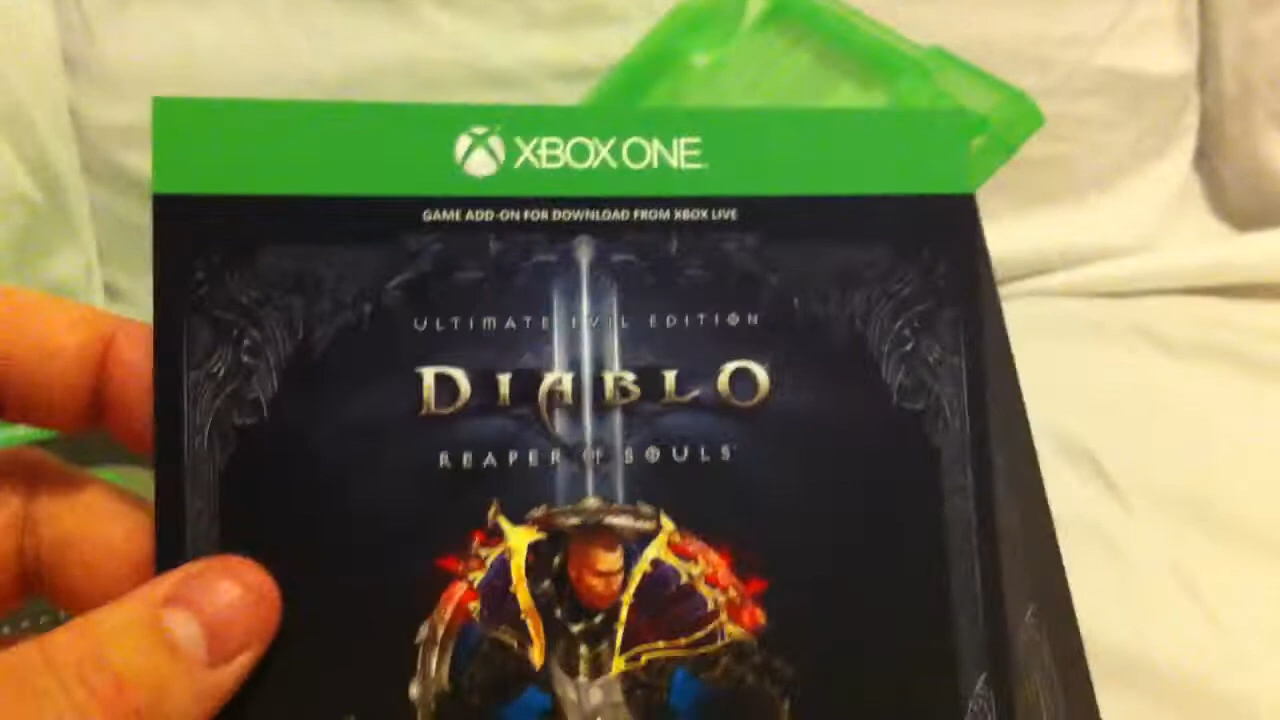 XBOX ONE
GAME ADD-ON FOR DOWNLOAD FROM XBOX LIVE
ULTIMATE EVIL EDITION
DIABLO
REAPER OF SOULS